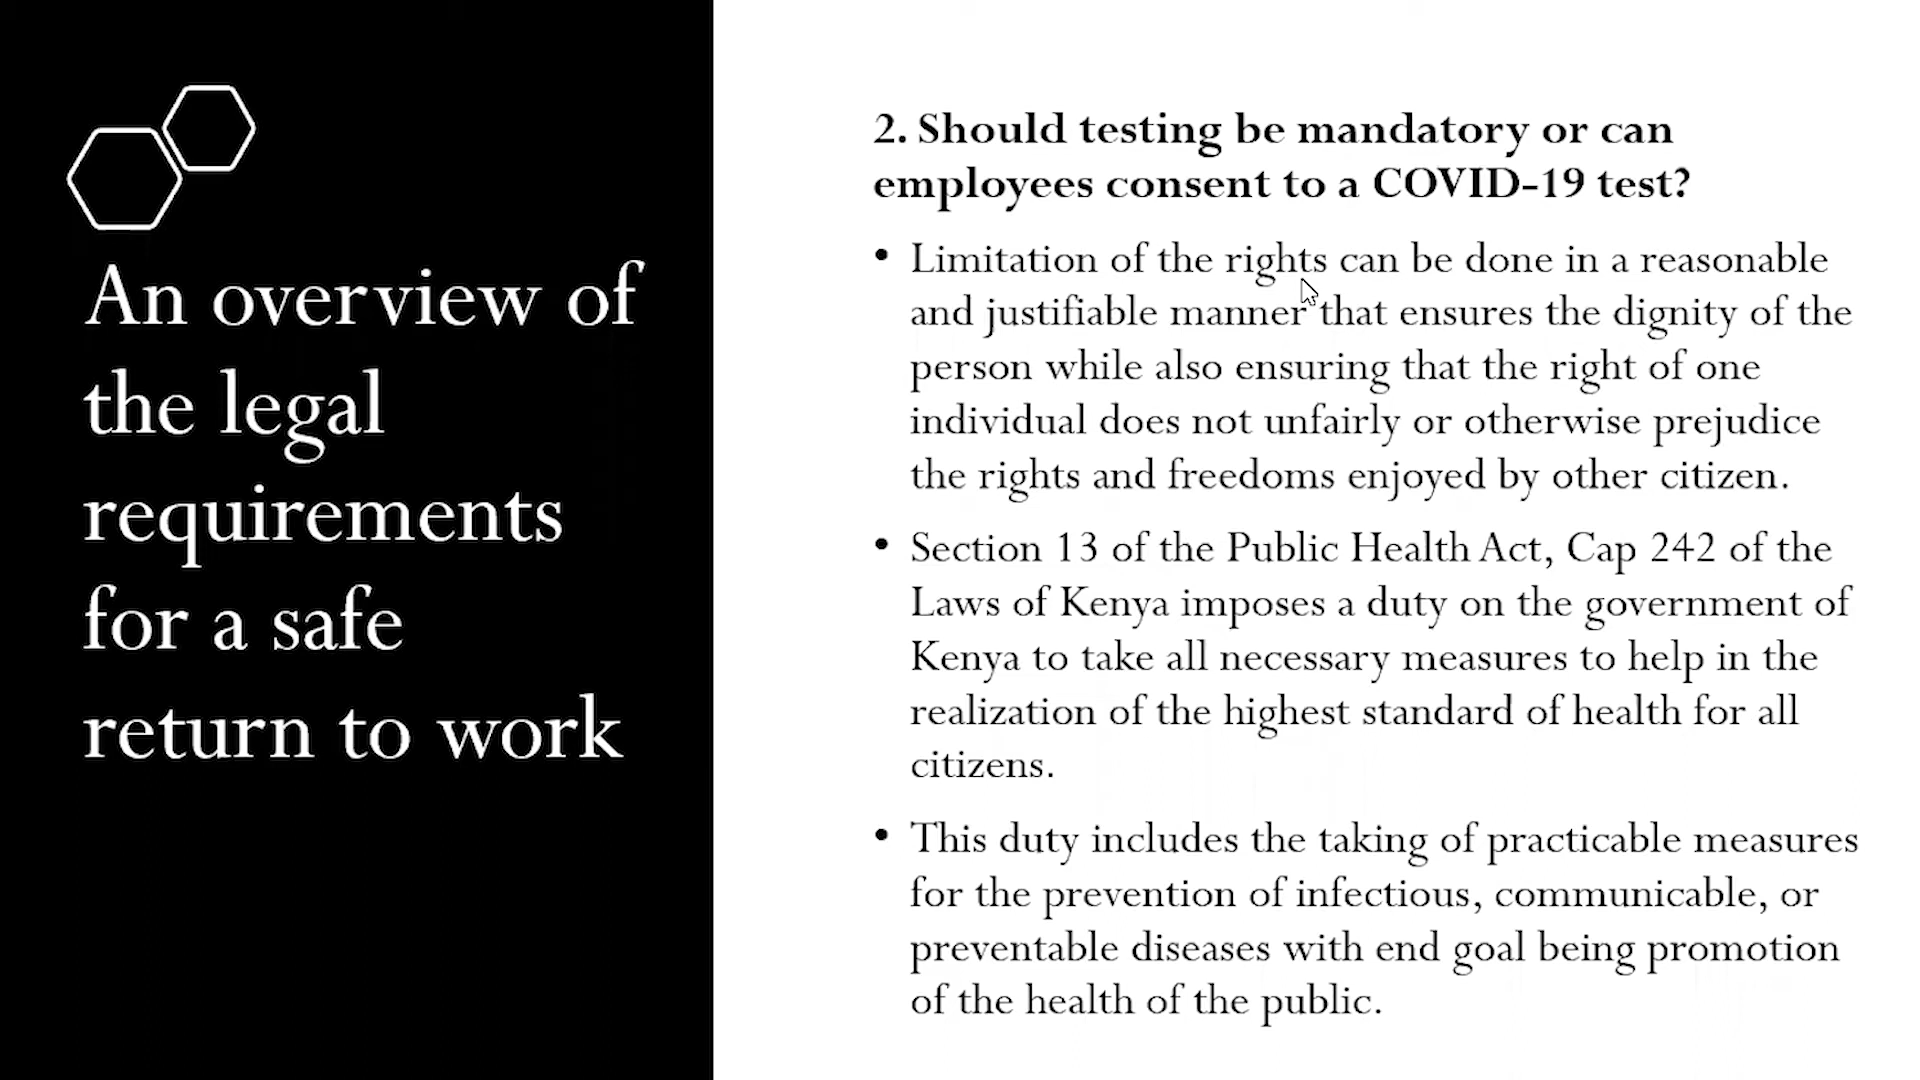 An overview of
the legal
requirements
for a safe
return to work
2. Should testing be mandatory or can
employees consent to a COVID-19 test?
• Limitation of the rights can be done in a reasonable
and justifiable manner that ensures the dignity of the
person while also ensuring that the right of one
individual does not unfairly or otherwise prejudice
the rights and freedoms enjoyed by other citizen.
• Section 13 of the Public Health Act, Cap 242 of the
Laws of Kenya imposes a duty on the government of
Kenya to take all necessary measures to help in the
realization of the highest standard of health for all
citizens.
• This duty includes the taking of practicable measures
for the prevention of infectious, communicable, or
preventable diseases with end goal being promotion
of the health of the public.